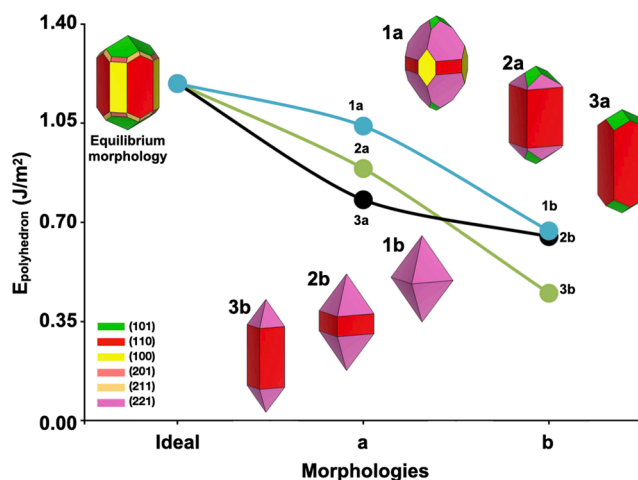 1.40
1.05
0.70
0.35
0.00
Epolyhedron (J/m²)
Equilibrium
morphology
1a
2a
3a
1a
2a
3a
1b
2b
3b
1b
2b
3b
(101)
(110)
(100)
(201)
(211)
(221)
Ideal
a
b
Morphologies